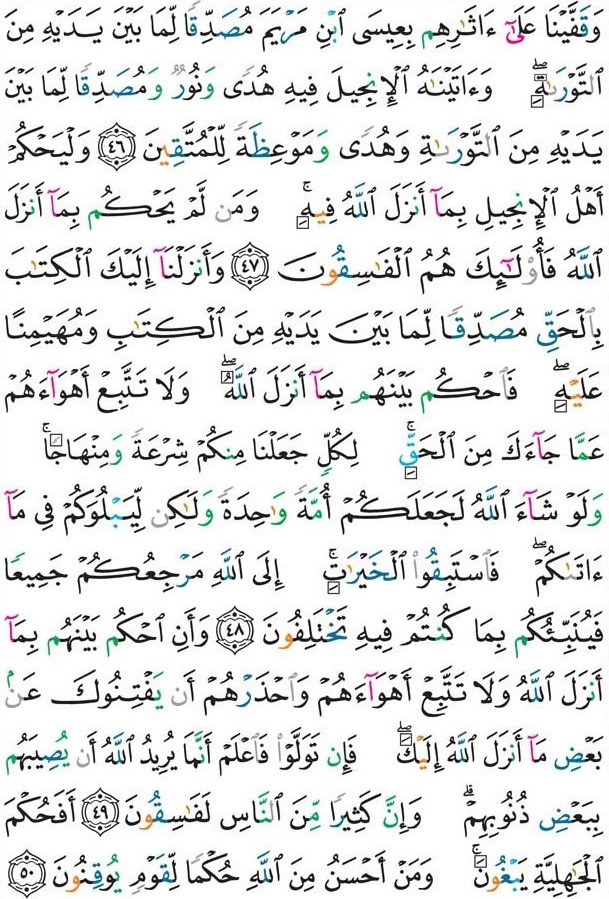 وَقَفَّيْنَا عَلَىٰٓ ءَاثَـٰرِهِم بِعِيسَى ٱبْنِ مَرْيَمَ مُصَدِّقًا لِّمَا بَيْنَ يَدَيْهِ مِنَ
ٱلتَّوْرَىٰةِ ۖ وَءَاتَيْنَـٰهُ ٱلْإِنجِيلَ فِيهِ هُدًى وَنُورٌ وَمُصَدِّقًا لِّمَا بَيْنَ
يَدَيْهِ مِنَ ٱلتَّوْرَىٰةِ وَهُدًى وَمَوْعِظَةً لِّلْمُتَّقِينَ ٤٦ وَلْيَحْكُمْ
أَهْلُ ٱلْإِنجِيلِ بِمَآ أَنزَلَ ٱللَّهُ فِيهِ ۚ وَمَن لَّمْ يَحْكُم بِمَآ أَنزَلَ
ٱللَّهُ فَأُو۟لَـٰٓئِكَ هُمُ ٱلْفَـٰسِقُونَ ٤٧ وَأَنزَلْنَآ إِلَيْكَ ٱلْكِتَـٰبَ
بِٱلْحَقِّ مُصَدِّقًا لِّمَا بَيْنَ يَدَيْهِ مِنَ ٱلْكِتَـٰبِ وَمُهَيْمِنًا
عَلَيْهِ ۖ فَٱحْكُم بَيْنَهُم بِمَآ أَنزَلَ ٱللَّهُ ۖ وَلَا تَتَّبِعْ أَهْوَآءَهُمْ
عَمَّا جَآءَكَ مِنَ ٱلْحَقِّ ۚ لِكُلٍّ جَعَلْنَا مِنكُمْ شِرْعَةً وَمِنْهَاجًا ۚ
وَلَوْ شَآءَ ٱللَّهُ لَجَعَلَكُمْ أُمَّةً وَٰحِدَةً وَلَـٰكِن لِّيَبْلُوَكُمْ فِى مَآ
ءَاتَىٰكُمْ ۖ فَٱسْتَبِقُوا۟ ٱلْخَيْرَٰتِ ۚ إِلَى ٱللَّهِ مَرْجِعُكُمْ جَمِيعًا
فَيُنَبِّئُكُم بِمَا كُنتُمْ فِيهِ تَخْتَلِفُونَ ٤٨ وَأَنِ ٱحْكُم بَيْنَهُم بِمَآ
أَنزَلَ ٱللَّهُ وَلَا تَتَّبِعْ أَهْوَآءَهُمْ وَٱحْذَرْهُمْ أَن يَفْتِنُوكَ عَنۢ
بَعْضِ مَآ أَنزَلَ ٱللَّهُ إِلَيْكَ ۖ فَإِن تَوَلَّوْا۟ فَٱعْلَمْ أَنَّمَا يُرِيدُ ٱللَّهُ أَن يُصِيبَهُم
بِبَعْضِ ذُنُوبِهِمْ ۗ وَإِنَّ كَثِيرًا مِّنَ ٱلنَّاسِ لَفَـٰسِقُونَ ٤٩ أَفَحُكْمَ
ٱلْجَـٰهِلِيَّةِ يَبْغُونَ ۚ وَمَنْ أَحْسَنُ مِنَ ٱللَّهِ حُكْمًا لِّقَوْمٍ يُوقِنُونَ ٥٠